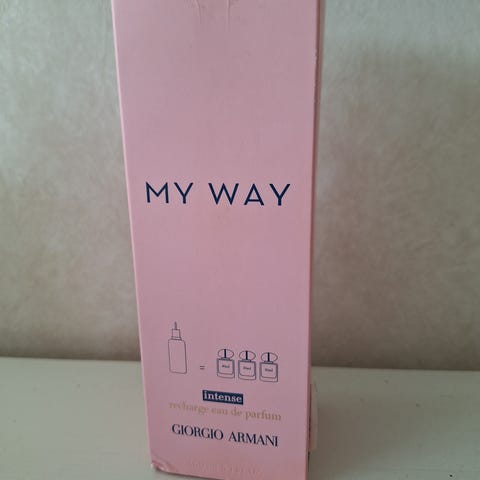 MY WAY
=
intense
recharge eau de parfum
GIORGIO ARMANI